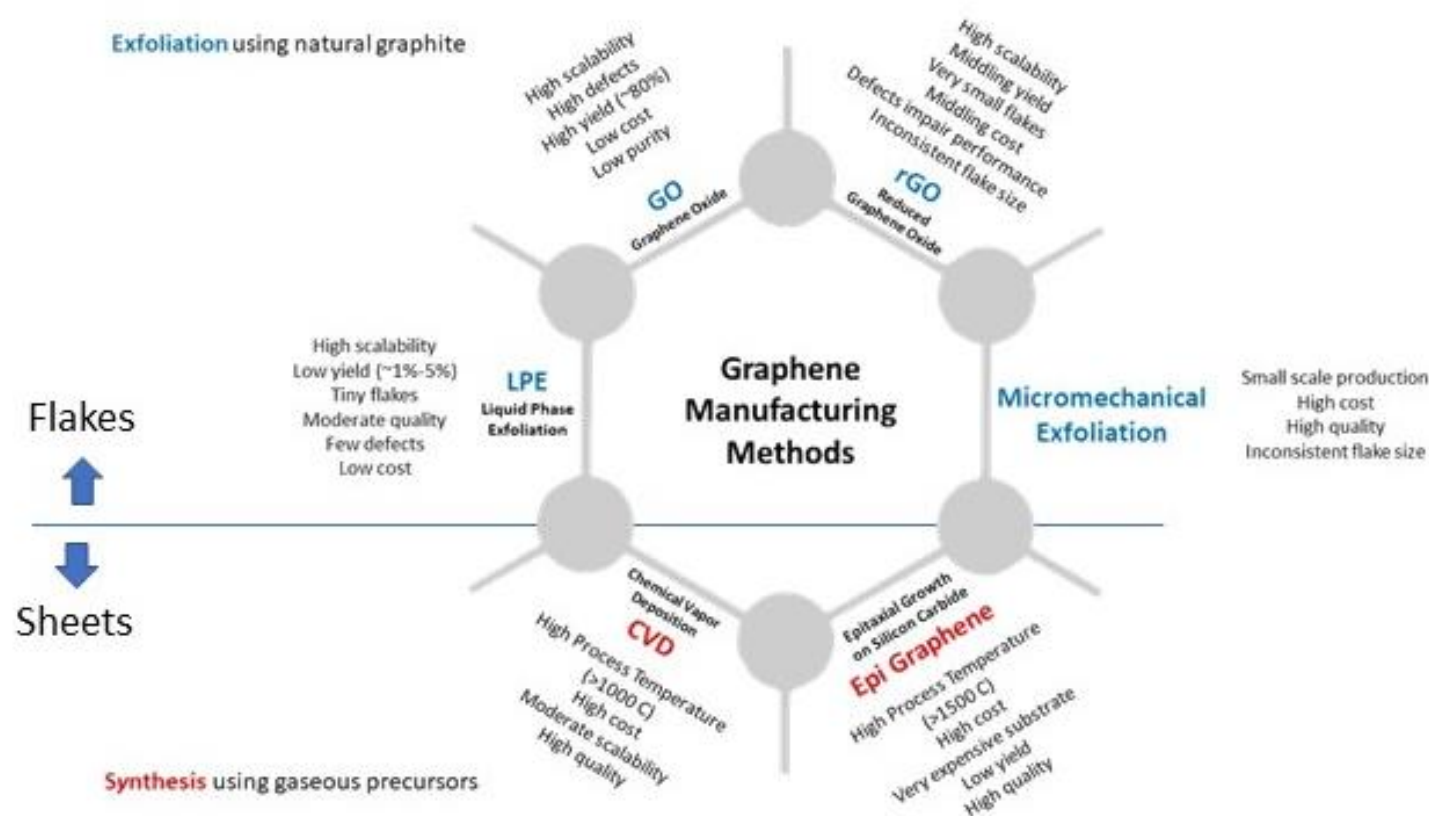 Exfoliation using natural graphite
High scalability
High defects
High yield (~80%)
Low cost
Low purity
GO
Graphene Oxide
High scalability
Middling yield
Very small flakes
Middling cost
Defects impair performance
Inconsistent flake size
rGO
Reduced
Graphene Oxide
High scalability
Low yield (~1%-5%)
Tiny flakes
Moderate quality
Few defects
Low cost
LPE
Liquid Phase
Exfoliation
Graphene
Manufacturing
Methods
Micromechanical
Exfoliation
Small scale production
High cost
High quality
Inconsistent flake size
Flakes
Sheets
Chemical Vapor
Deposition
CVD
High Process Temperature
(>1000 C)
High cost
Moderate scalability
High quality
Epitaxial Growth
on Silicon Carbide
Epi Graphene
High Process Temperature
(>1500 C)
High cost
Very expensive substrate
Low yield
High quality
Synthesis using gaseous precursors